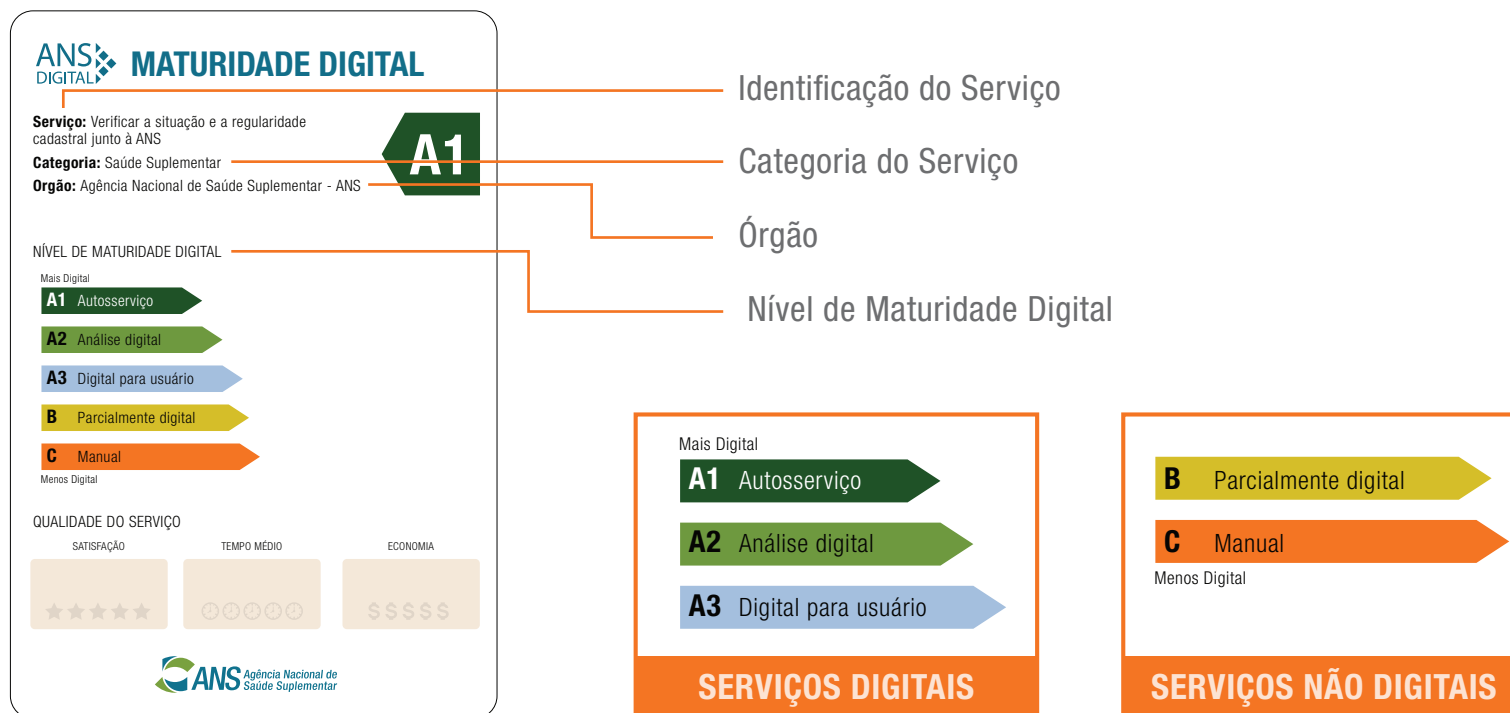 ANS
DIGITAL
MATURIDADE DIGITAL
Serviço: Verificar a situação e a regularidade
cadastral junto à ANS
Categoria: Saúde Suplementar
Orgão: Agência Nacional de Saúde Suplementar - ANS
A1
NÍVEL DE MATURIDADE DIGITAL
Mais Digital
A1 Autosserviço
A2 Análise digital
A3 Digital para usuário
B Parcialmente digital
C Manual
Menos Digital
QUALIDADE DO SERVIÇO
SATISFAÇÃO
TEMPO MÉDIO
ECONOMIA
$$$$$
ANS
Agência Nacional de
Saúde Suplementar
Identificação do Serviço
Categoria do Serviço
Órgão
Nível de Maturidade Digital
Mais Digital
A1 Autosserviço
A2 Análise digital
A3 Digital para usuário
SERVIÇOS DIGITAIS
B Parcialmente digital
C Manual
Menos Digital
SERVIÇOS NÃO DIGITAIS